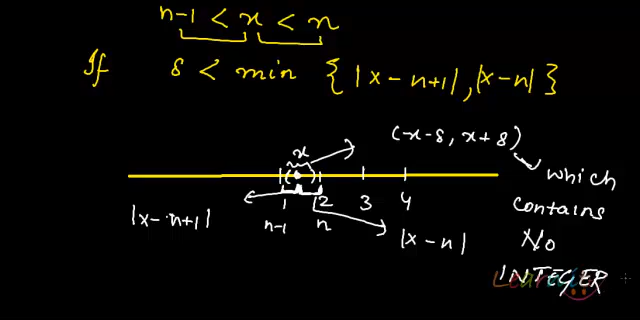 n-1 < x < n
If δ < min { |x-n+1|, |x-n| }
(x-δ, x+δ)
x
which
1 2 3 4
contains
|x-n+1|
n-1 n
|x-n|
No
INTEGER